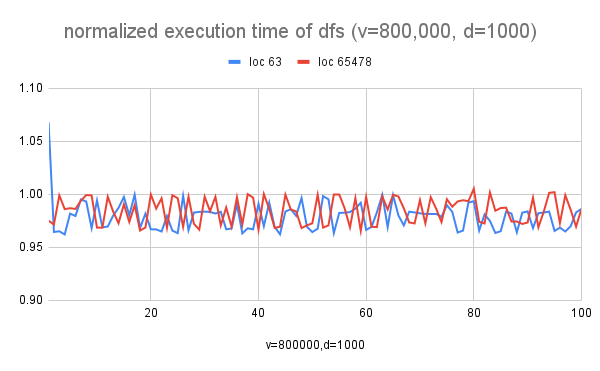 normalized execution time of dfs (v=800,000, d=1000)
loc 63 loc 65478
1.10
1.05
1.00
0.95
0.90
20 40 60 80 100
v=800000,d=1000